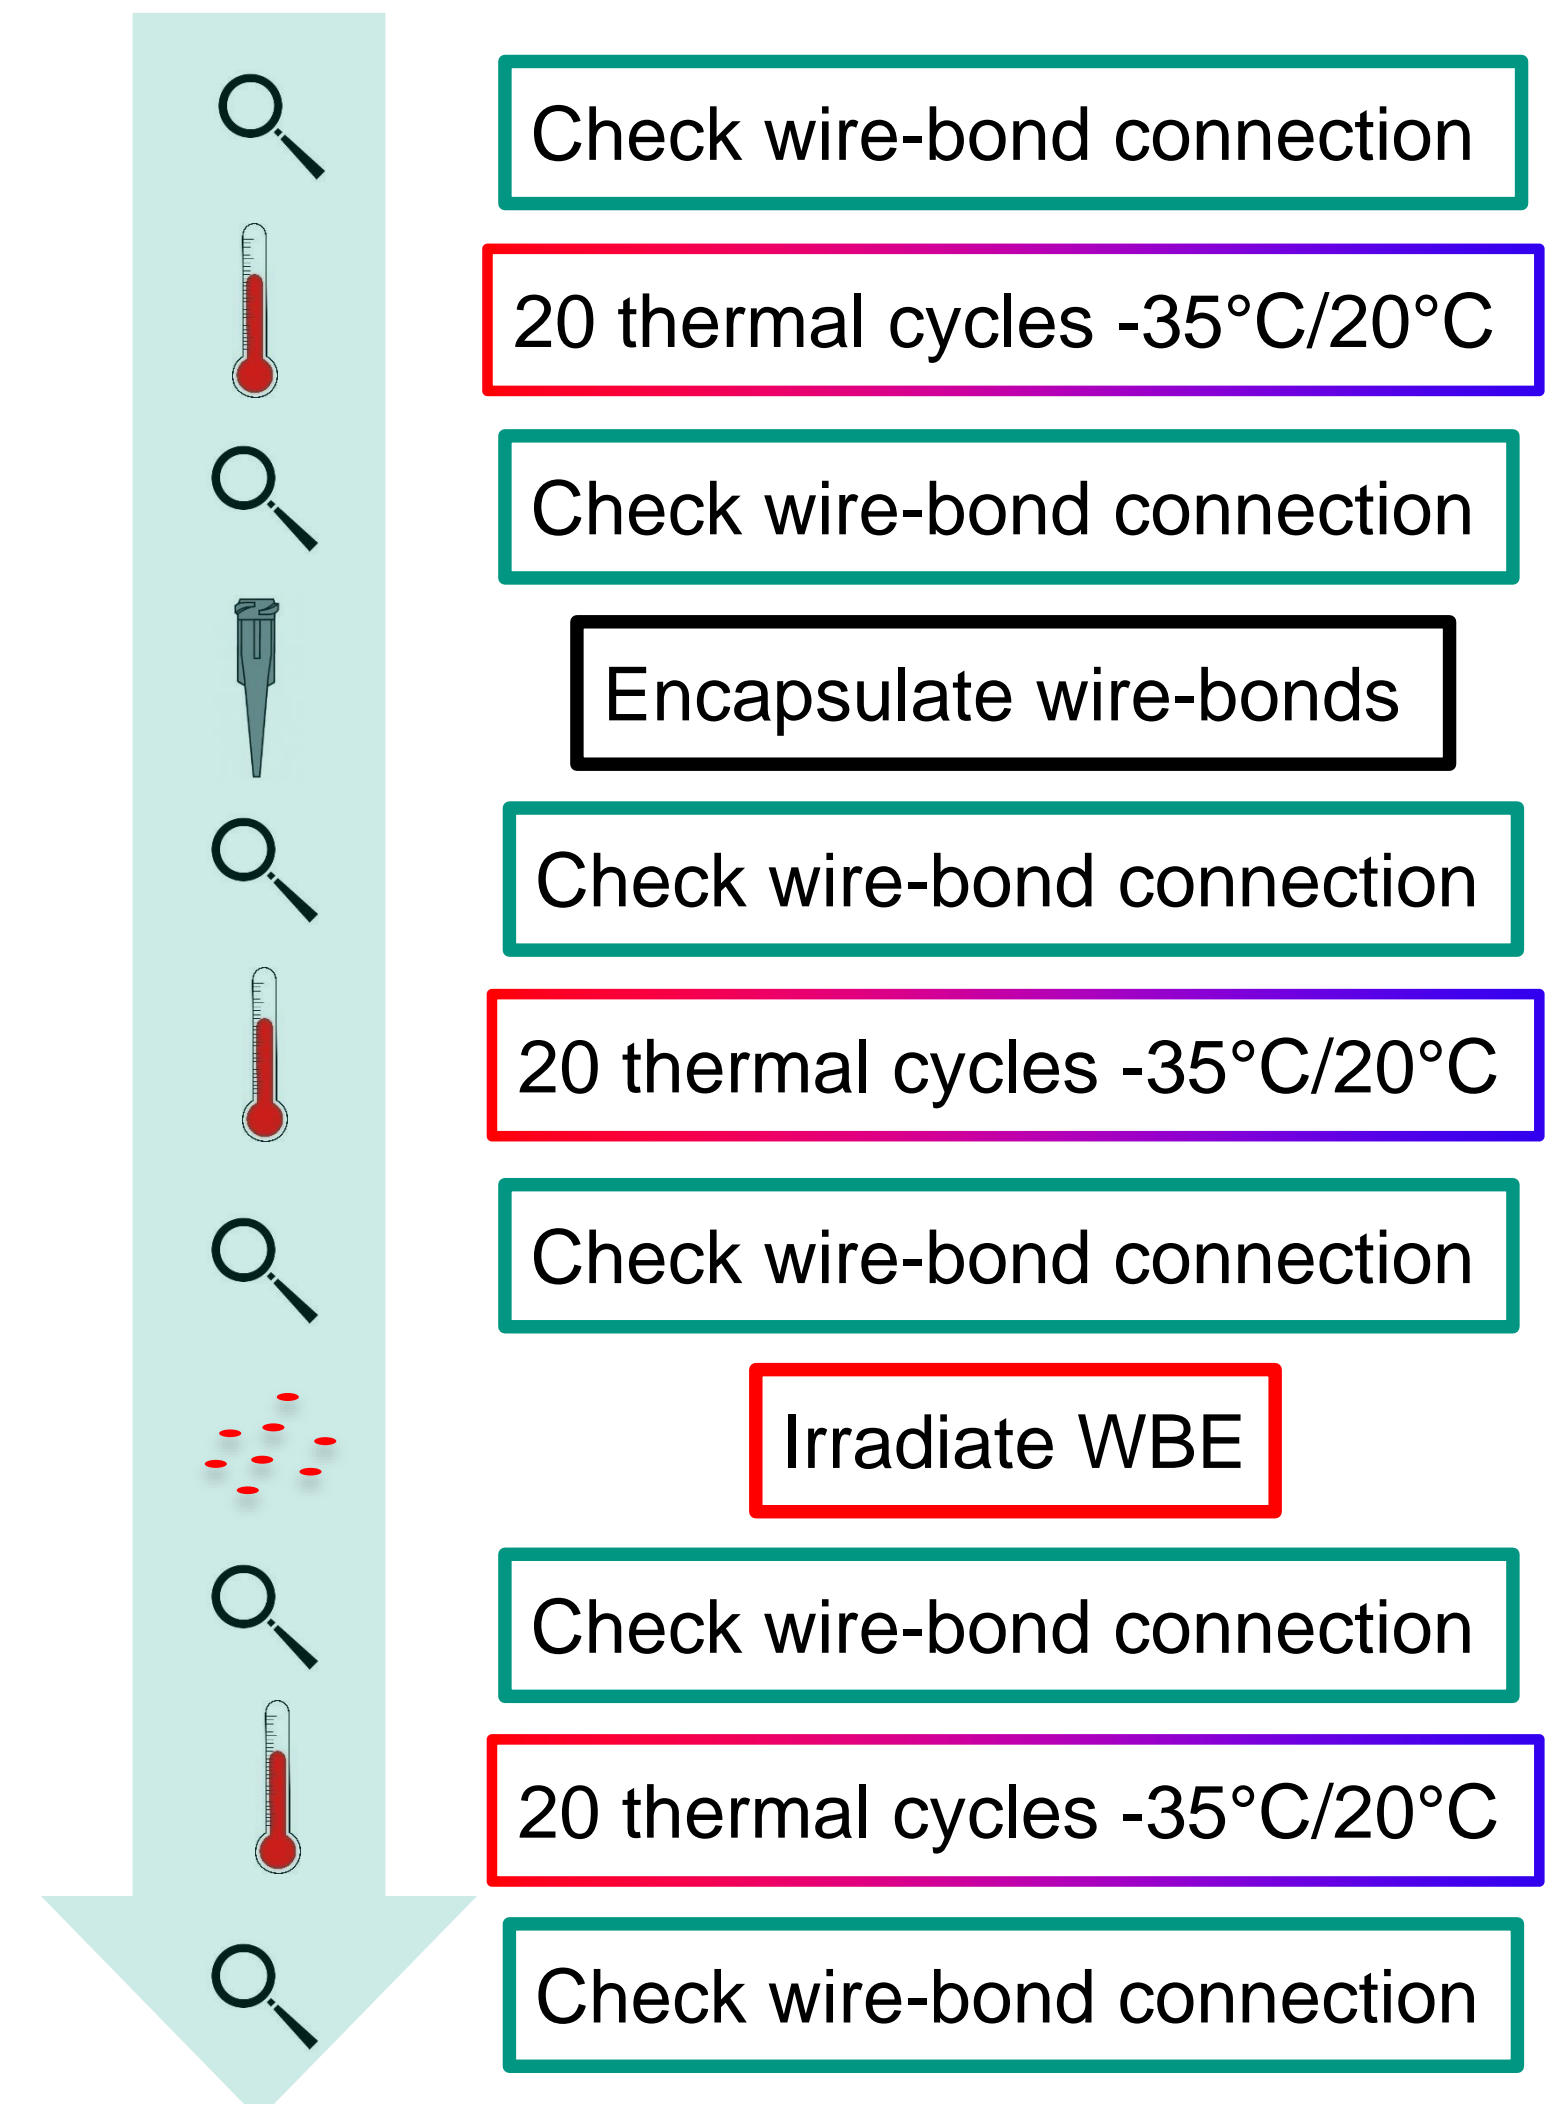 Check wire-bond connection
20 thermal cycles -35°C/20°C
Check wire-bond connection
Encapsulate wire-bonds
Check wire-bond connection
20 thermal cycles -35°C/20°C
Check wire-bond connection
Irradiate WBE
Check wire-bond connection
20 thermal cycles -35°C/20°C
Check wire-bond connection